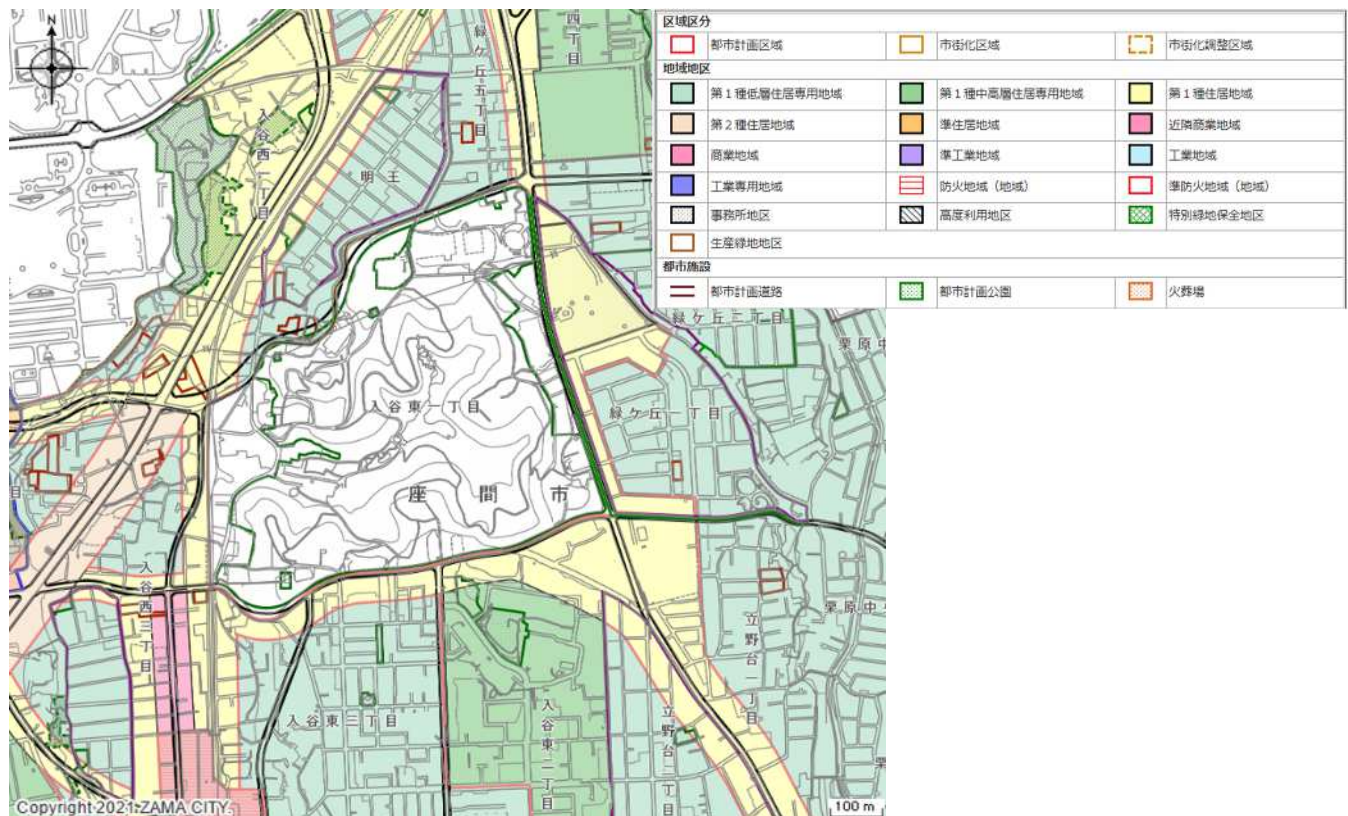 N
四丁目
緑ケ丘五丁目
入谷西一丁目
明王
緑ケ丘二丁目
栗原中
入谷東一丁目
緑ケ丘一丁目
座間市
目
入谷西三丁目
栗原中
立野台一丁目
入谷東三丁目
入谷東二丁目
立野台二丁目
栗
Copyright 2021 ZAMA CITY.
100 m
区域区分
都市計画区域 市街化区域 市街化調整区域
地域地区
第1種低層住居専用地域 第1種中高層住居専用地域 第1種住居地域
第2種住居地域 準住居地域 近隣商業地域
商業地域 準工業地域 工業地域
工業専用地域 防火地域（地域） 準防火地域（地域）
事務所地区 高度利用地区 特別緑地保全地区
生産緑地地区
都市施設
都市計画道路 都市計画公園 火葬場